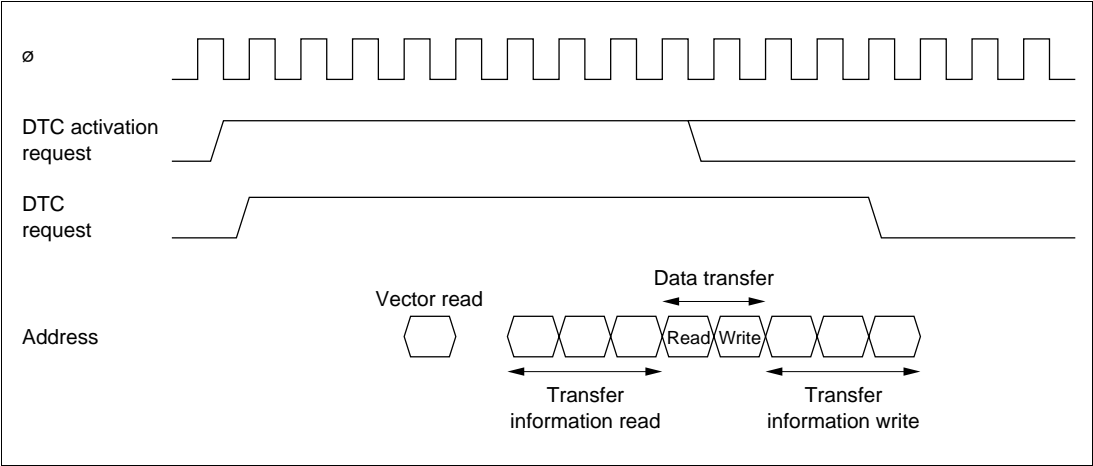 ø
DTC activation
request
DTC
request
Data transfer
Vector read
Address
Read
Write
Transfer
information read
Transfer
information write